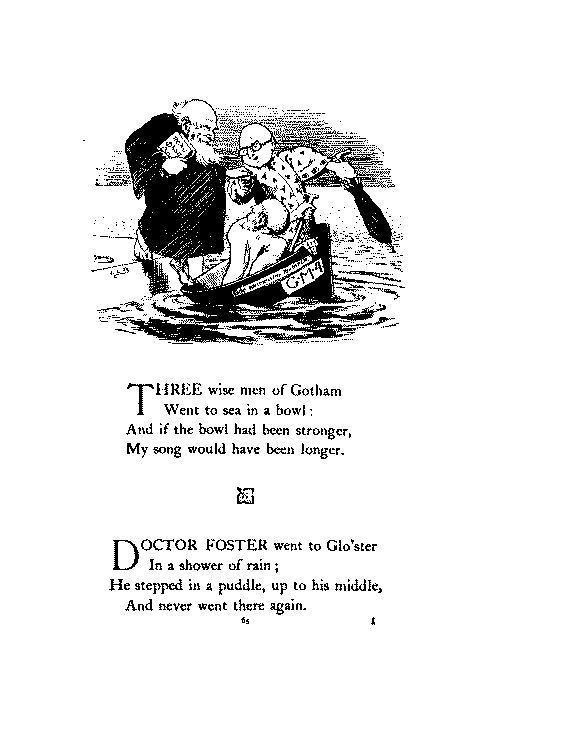 GM4
THREE wise men of Gotham
Went to sea in a bowl:
And if the bowl had been stronger,
My song would have been longer.
DOCTOR FOSTER went to Glo'ster
In a shower of rain;
He stepped in a puddle, up to his middle,
And never went there again.
65